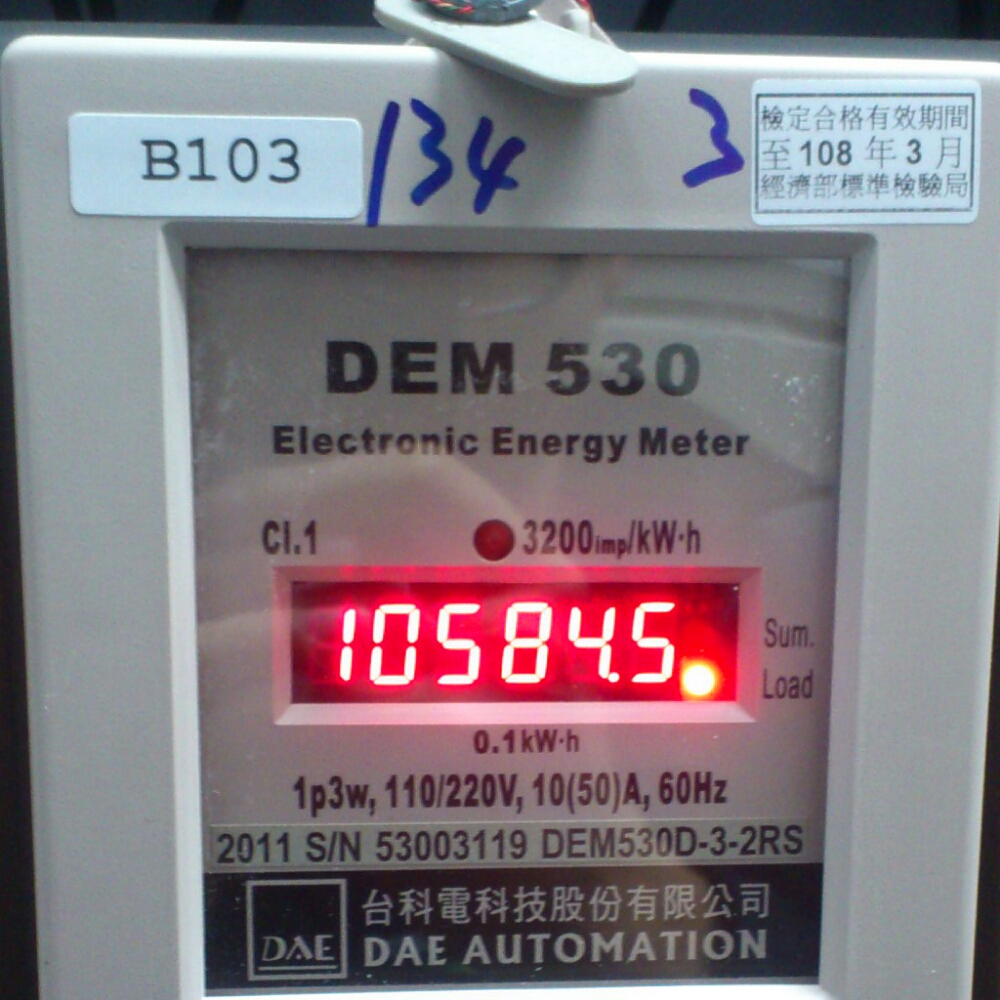 B103
134
3
檢定合格有效期間
至 108 年 3 月
經濟部標準檢驗局
DEM 530
Electronic Energy Meter
Cl.1
3200imp/kW·h
10584.5
Sum.
Load
0.1kW·h
1p3w, 110/220V, 10(50)A, 60Hz
2011 S/N 53003119 DEM530D-3-2RS
DAE
台科電科技股份有限公司
DAE AUTOMATION